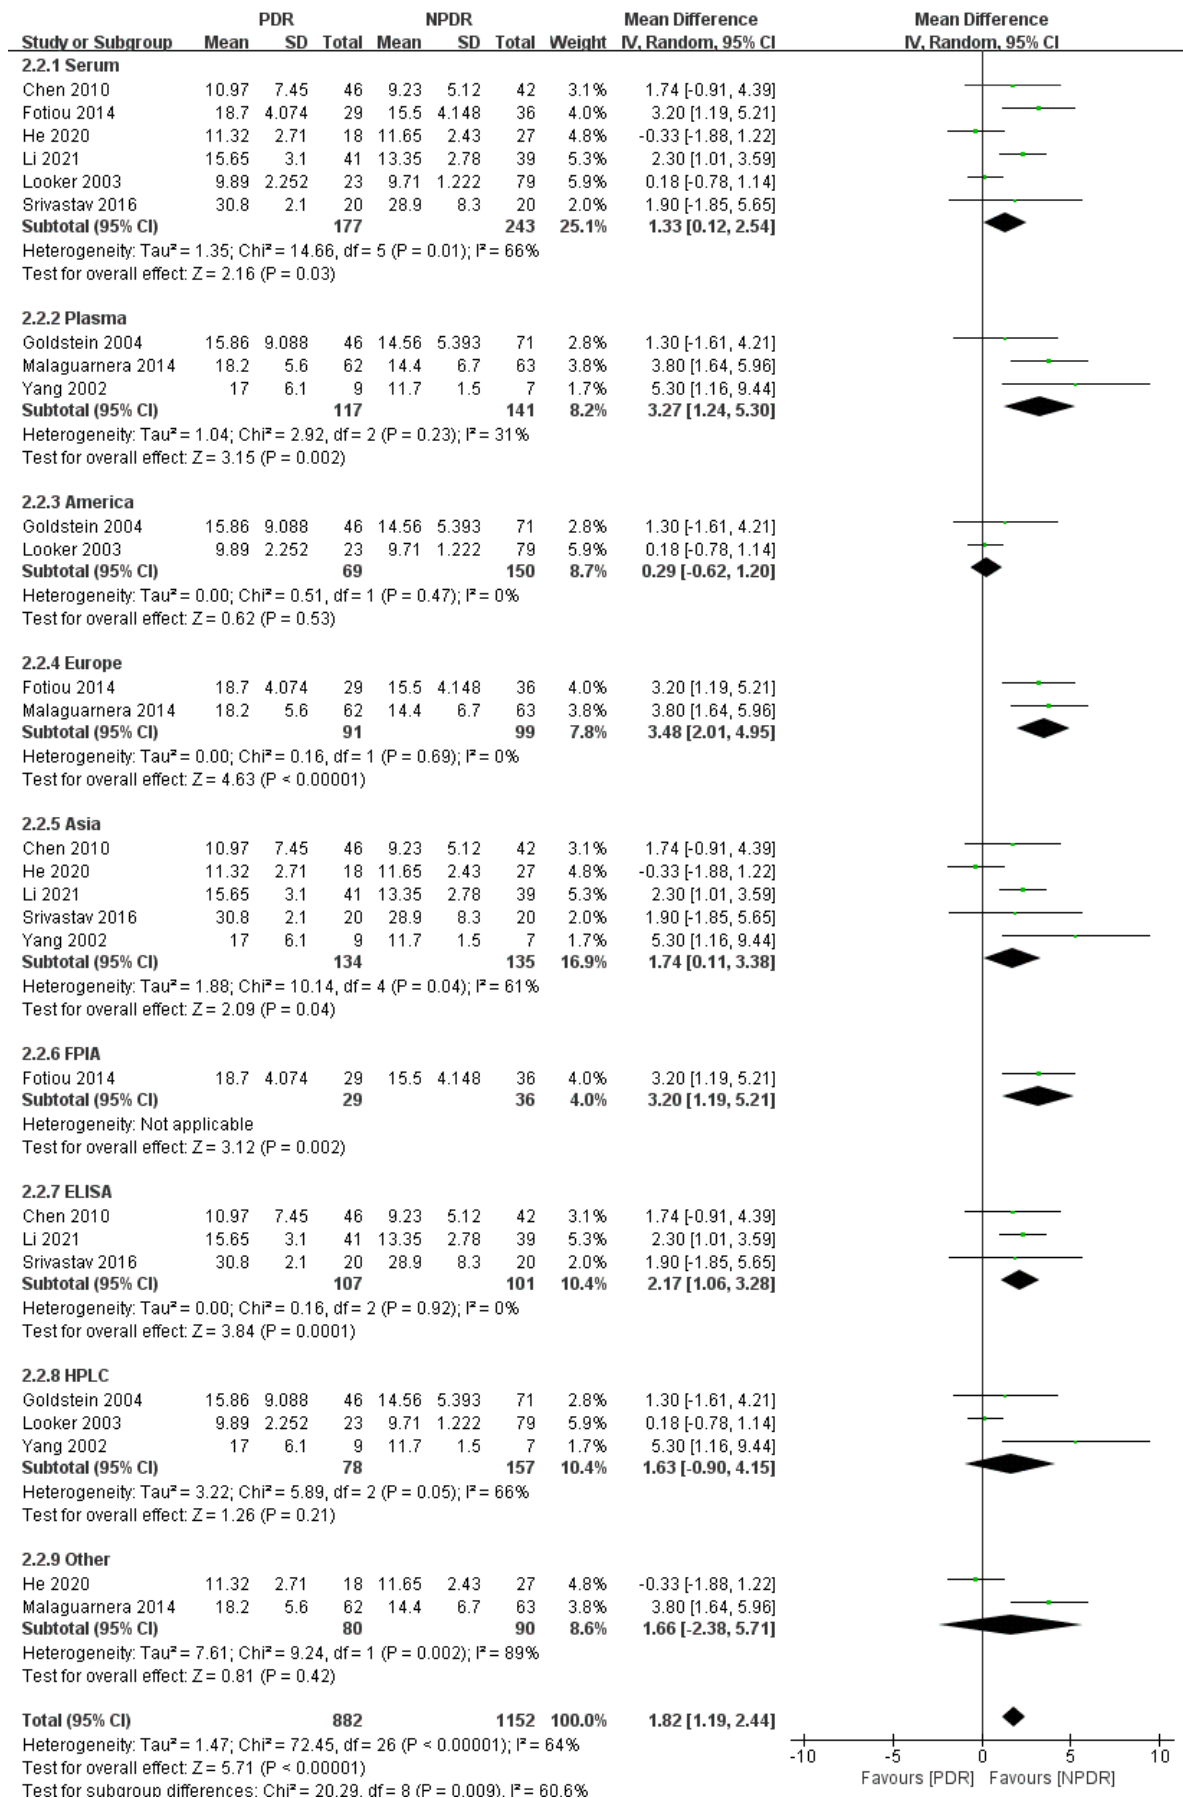 PDR NPDR Mean Difference Mean Difference
Study or Subgroup Mean SD Total Mean SD Total Weight IV, Random, 95% CI IV, Random, 95% CI
2.2.1 Serum
Chen 2010 10.97 7.45 46 9.23 5.12 42 3.1% 1.74 [-0.91, 4.39]
Fotiou 2014 18.7 4.074 29 15.5 4.148 36 4.0% 3.20 [1.19, 5.21]
He 2020 11.32 2.71 18 11.65 2.43 27 4.8% -0.33 [-1.88, 1.22]
Li 2021 15.65 3.1 41 13.35 2.78 39 5.3% 2.30 [1.01, 3.59]
Looker 2003 9.89 2.252 23 9.71 1.222 79 5.9% 0.18 [-0.78, 1.14]
Srivastav 2016 30.8 2.1 20 28.9 8.3 20 2.0% 1.90 [-1.85, 5.65]
Subtotal (95% CI) 177 243 25.1% 1.33 [0.12, 2.54]
Heterogeneity: Tau² = 1.35; Chi² = 14.66, df = 5 (P = 0.01); I² = 66%
Test for overall effect: Z = 2.16 (P = 0.03)
2.2.2 Plasma
Goldstein 2004 15.86 9.088 46 14.56 5.393 71 2.8% 1.30 [-1.61, 4.21]
Malaguarnera 2014 18.2 5.6 62 14.4 6.7 63 3.8% 3.80 [1.64, 5.96]
Yang 2002 17 6.1 9 11.7 1.5 7 1.7% 5.30 [1.16, 9.44]
Subtotal (95% CI) 117 141 8.2% 3.27 [1.24, 5.30]
Heterogeneity: Tau² = 1.04; Chi² = 2.92, df = 2 (P = 0.23); I² = 31%
Test for overall effect: Z = 3.15 (P = 0.002)
2.2.3 America
Goldstein 2004 15.86 9.088 46 14.56 5.393 71 2.8% 1.30 [-1.61, 4.21]
Looker 2003 9.89 2.252 23 9.71 1.222 79 5.9% 0.18 [-0.78, 1.14]
Subtotal (95% CI) 69 150 8.7% 0.29 [-0.62, 1.20]
Heterogeneity: Tau² = 0.00; Chi² = 0.51, df = 1 (P = 0.47); I² = 0%
Test for overall effect: Z = 0.62 (P = 0.53)
2.2.4 Europe
Fotiou 2014 18.7 4.074 29 15.5 4.148 36 4.0% 3.20 [1.19, 5.21]
Malaguarnera 2014 18.2 5.6 62 14.4 6.7 63 3.8% 3.80 [1.64, 5.96]
Subtotal (95% CI) 91 99 7.8% 3.48 [2.01, 4.95]
Heterogeneity: Tau² = 0.00; Chi² = 0.16, df = 1 (P = 0.69); I² = 0%
Test for overall effect: Z = 4.63 (P < 0.00001)
2.2.5 Asia
Chen 2010 10.97 7.45 46 9.23 5.12 42 3.1% 1.74 [-0.91, 4.39]
He 2020 11.32 2.71 18 11.65 2.43 27 4.8% -0.33 [-1.88, 1.22]
Li 2021 15.65 3.1 41 13.35 2.78 39 5.3% 2.30 [1.01, 3.59]
Srivastav 2016 30.8 2.1 20 28.9 8.3 20 2.0% 1.90 [-1.85, 5.65]
Yang 2002 17 6.1 9 11.7 1.5 7 1.7% 5.30 [1.16, 9.44]
Subtotal (95% CI) 134 135 16.9% 1.74 [0.11, 3.38]
Heterogeneity: Tau² = 1.88; Chi² = 10.14, df = 4 (P = 0.04); I² = 61%
Test for overall effect: Z = 2.09 (P = 0.04)
2.2.6 FPIA
Fotiou 2014 18.7 4.074 29 15.5 4.148 36 4.0% 3.20 [1.19, 5.21]
Subtotal (95% CI) 29 36 4.0% 3.20 [1.19, 5.21]
Heterogeneity: Not applicable
Test for overall effect: Z = 3.12 (P = 0.002)
2.2.7 ELISA
Chen 2010 10.97 7.45 46 9.23 5.12 42 3.1% 1.74 [-0.91, 4.39]
Li 2021 15.65 3.1 41 13.35 2.78 39 5.3% 2.30 [1.01, 3.59]
Srivastav 2016 30.8 2.1 20 28.9 8.3 20 2.0% 1.90 [-1.85, 5.65]
Subtotal (95% CI) 107 101 10.4% 2.17 [1.06, 3.28]
Heterogeneity: Tau² = 0.00; Chi² = 0.16, df = 2 (P = 0.92); I² = 0%
Test for overall effect: Z = 3.84 (P = 0.0001)
2.2.8 HPLC
Goldstein 2004 15.86 9.088 46 14.56 5.393 71 2.8% 1.30 [-1.61, 4.21]
Looker 2003 9.89 2.252 23 9.71 1.222 79 5.9% 0.18 [-0.78, 1.14]
Yang 2002 17 6.1 9 11.7 1.5 7 1.7% 5.30 [1.16, 9.44]
Subtotal (95% CI) 78 157 10.4% 1.63 [-0.90, 4.15]
Heterogeneity: Tau² = 3.22; Chi² = 5.89, df = 2 (P = 0.05); I² = 66%
Test for overall effect: Z = 1.26 (P = 0.21)
2.2.9 Other
He 2020 11.32 2.71 18 11.65 2.43 27 4.8% -0.33 [-1.88, 1.22]
Malaguarnera 2014 18.2 5.6 62 14.4 6.7 63 3.8% 3.80 [1.64, 5.96]
Subtotal (95% CI) 80 90 8.6% 1.66 [-2.38, 5.71]
Heterogeneity: Tau² = 7.61; Chi² = 9.24, df = 1 (P = 0.002); I² = 89%
Test for overall effect: Z = 0.81 (P = 0.42)
Total (95% CI) 882 1152 100.0% 1.82 [1.19, 2.44]
Heterogeneity: Tau² = 1.47; Chi² = 72.45, df = 26 (P < 0.00001); I² = 64%
Test for overall effect: Z = 5.71 (P < 0.00001)
Test for subgroup differences: Chi² = 20.29, df = 8 (P = 0.009), I² = 60.6%
-10 -5 0 5 10
Favours [PDR] Favours [NPDR]